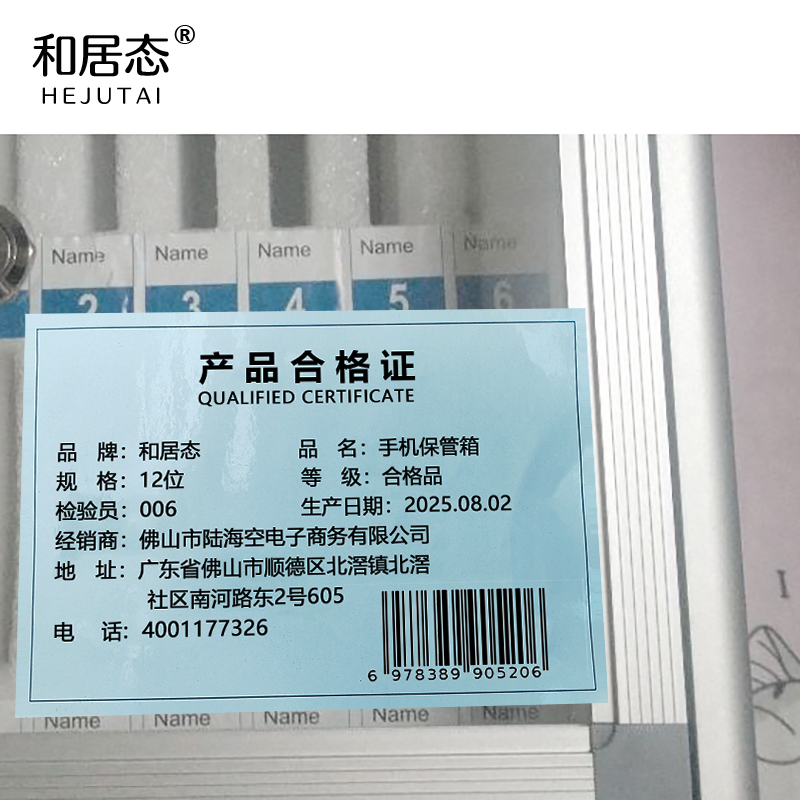 和居态®
HEJUTAI
Name Name Name Name Name
2 3 4 5 6
产品合格证
QUALIFIED CERTIFICATE
品 牌：和居态 品 名：手机保管箱
规 格：12位 等 级：合格品
检验员：006 生产日期：2025.08.02
经销商：佛山市陆海空电子商务有限公司
地 址：广东省佛山市顺德区北滘镇北滘
社区南河路东2号605
电 话：4001177326
6 978389 905206
Name Name Name Name Name
I